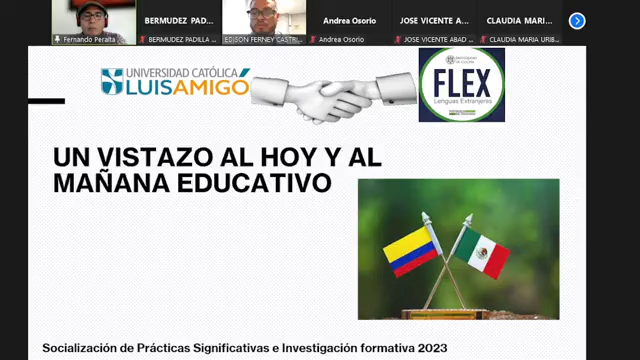 BERMUDEZ PAD...
Andrea Osorio
JOSE VICENTE A...
CLAUDIA MARI...
Fernando Peralta
BERMUDEZ PADILLA ...
EDISON FERNEY CASTRI...
Andrea Osorio
JOSE VICENTE ABAD ...
CLAUDIA MARIA URIB...
UNIVERSIDAD CATÓLICA
LUISAMIGÓ
FLEX
Lenguas Extranjeras
UN VISTAZO AL HOY Y AL
MAÑANA EDUCATIVO
Socialización de Prácticas Significativas e Investigación formativa 2023